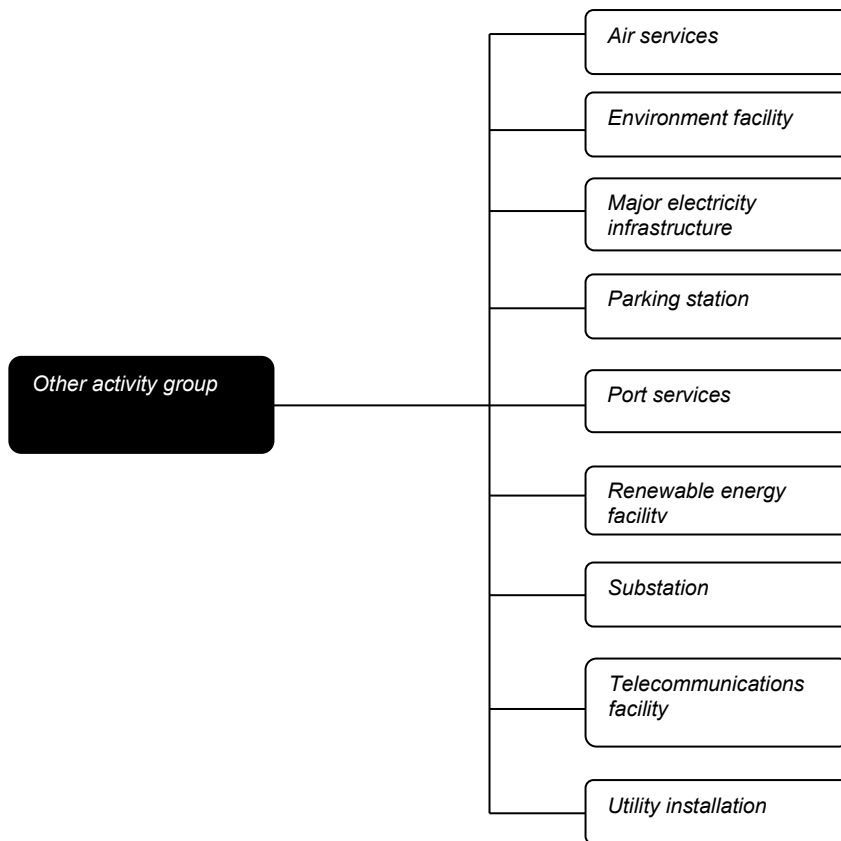 Air services
Environment facility
Major electricity
infrastructure
Parking station
Other activity group
Port services
Renewable energy
facility
Substation
Telecommunications
facility
Utility installation